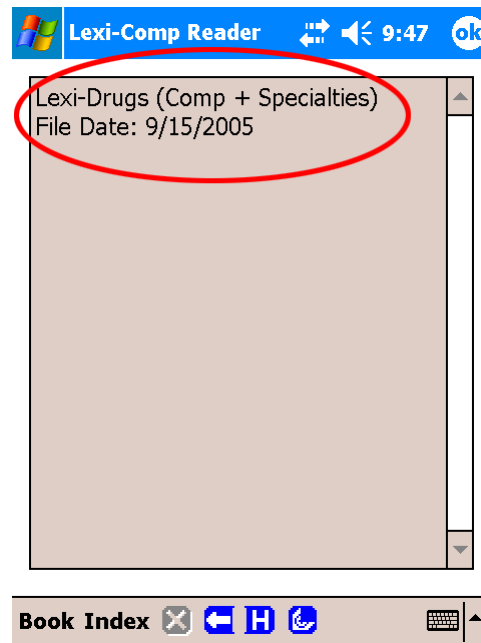 Lexi-Comp Reader 9:47 ok
Lexi-Drugs (Comp + Specialties)
File Date: 9/15/2005
Book Index H